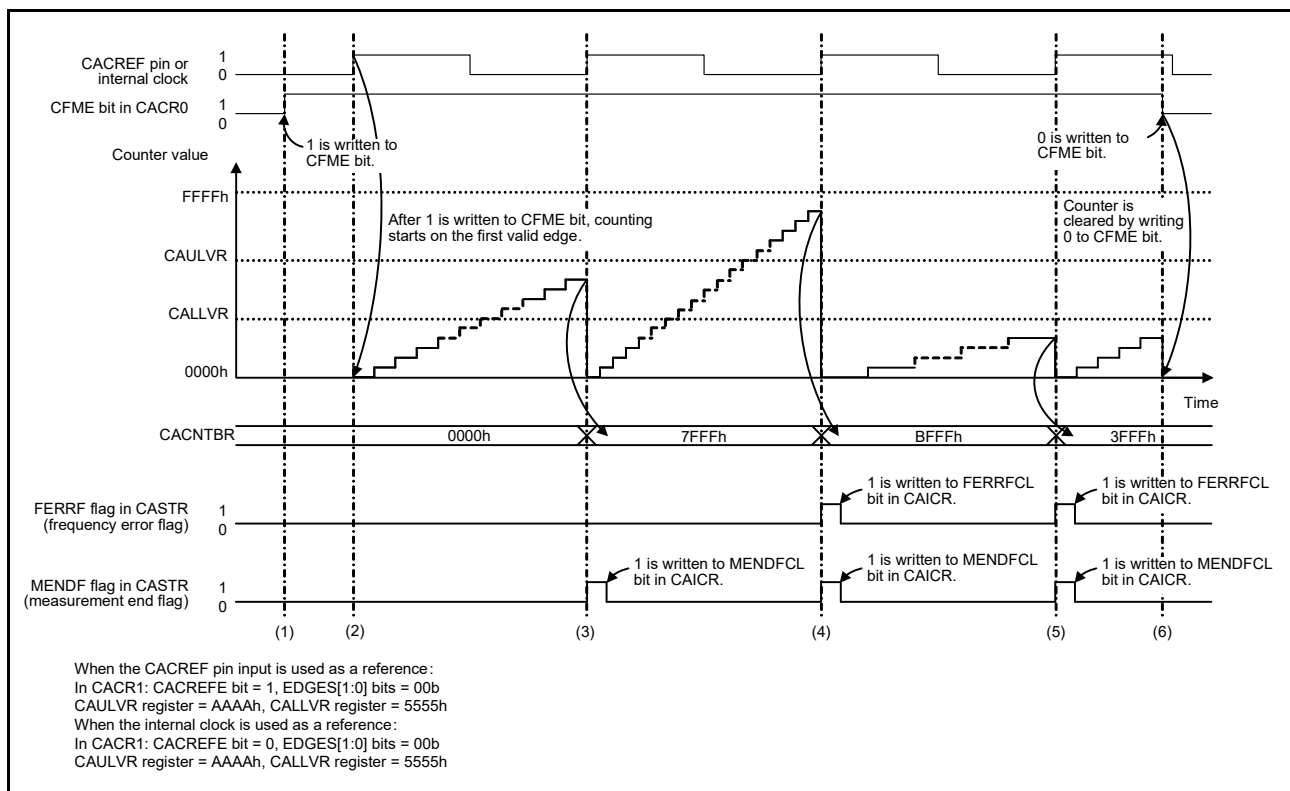 CACREF pin or
internal clock
1
0
CFME bit in CACR0
1
0
1 is written to
CFME bit.
0 is written to
CFME bit.
Counter value
FFFFh
After 1 is written to CFME bit, counting
starts on the first valid edge.
Counter is
cleared by writing
0 to CFME bit.
CAULVR
CALLVR
0000h
Time
CACNTBR
0000h
7FFFh
BFFFh
3FFFh
FERRF flag in CASTR
(frequency error flag)
1
0
1 is written to FERRFCL
bit in CAICR.
1 is written to FERRFCL
bit in CAICR.
MENDF flag in CASTR
(measurement end flag)
1
0
1 is written to MENDFCL
bit in CAICR.
1 is written to MENDFCL
bit in CAICR.
1 is written to MENDFCL
bit in CAICR.
(1) (2) (3) (4) (5) (6)
When the CACREF pin input is used as a reference:
In CACR1: CACREFE bit = 1, EDGES[1:0] bits = 00b
CAULVR register = AAAAh, CALLVR register = 5555h
When the internal clock is used as a reference:
In CACR1: CACREFE bit = 0, EDGES[1:0] bits = 00b
CAULVR register = AAAAh, CALLVR register = 5555h